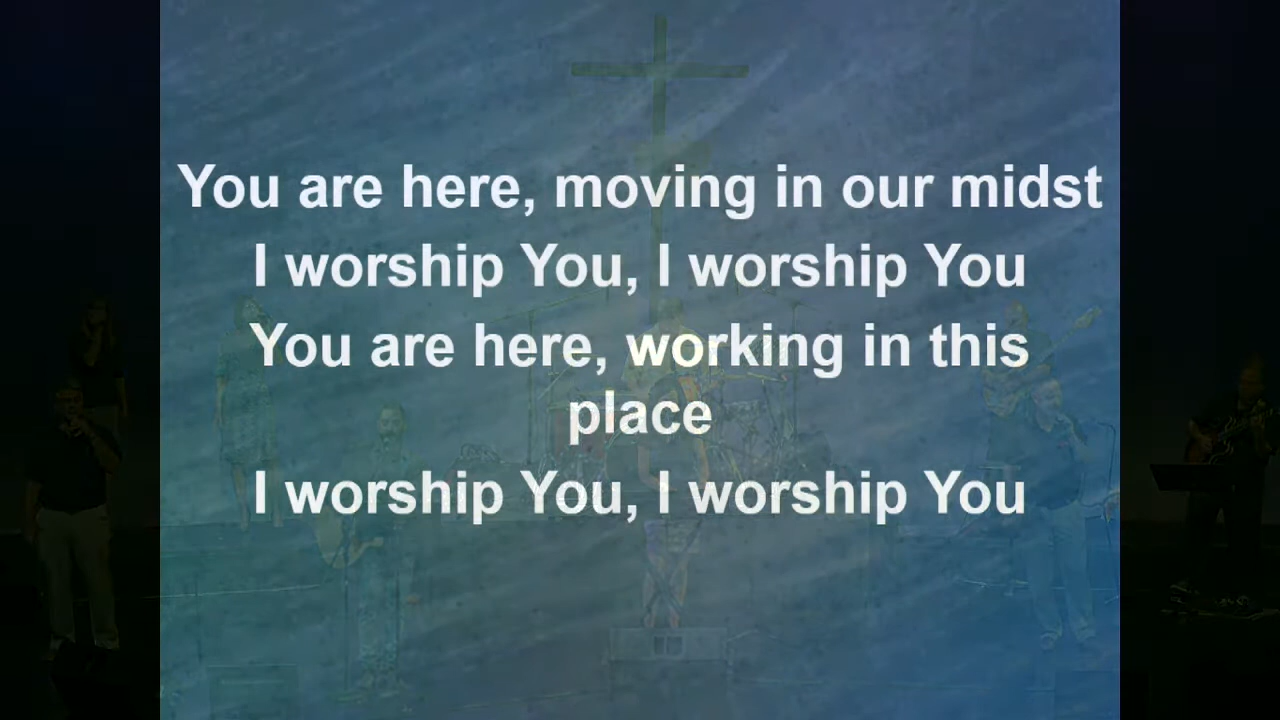 You are here, moving in our midst
I worship You, I worship You
You are here, working in this
place
I worship You, I worship You